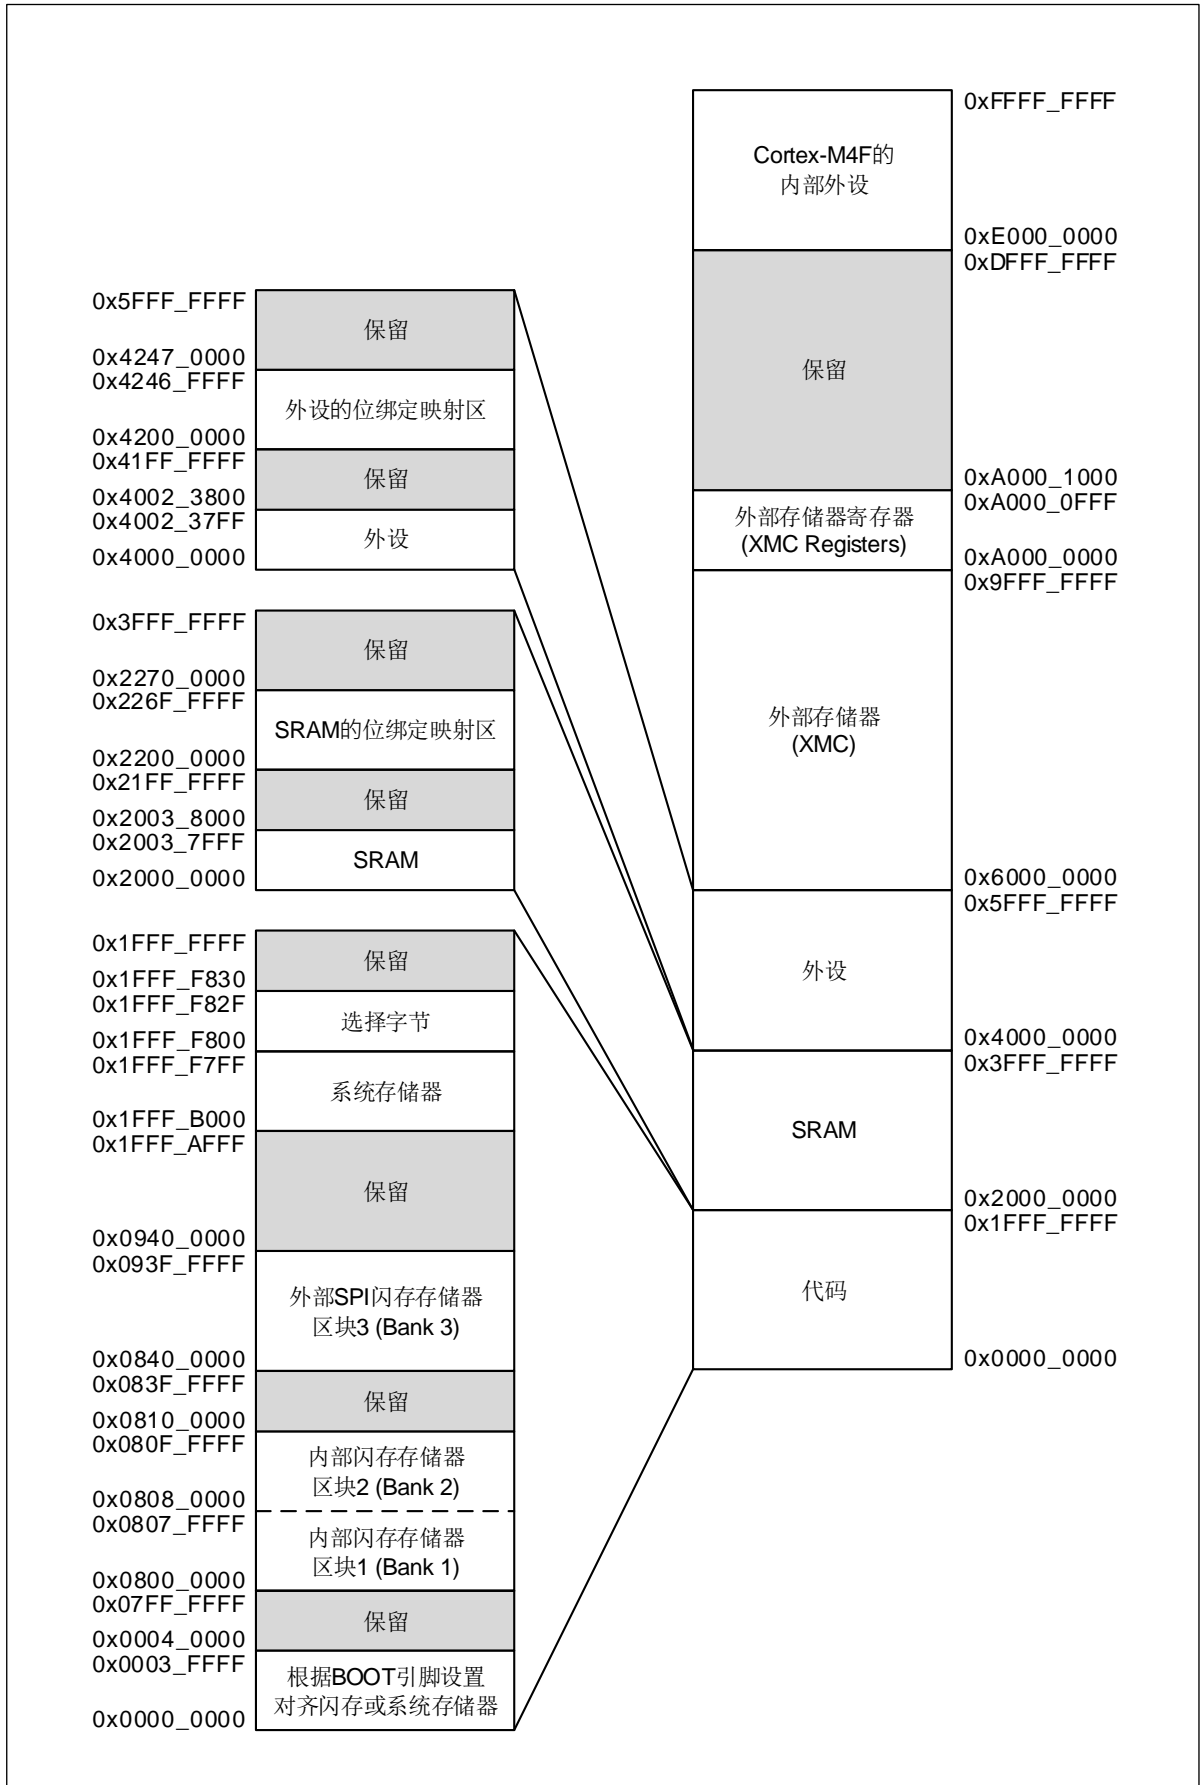 0xFFFF_FFFF
Cortex-M4F的
内部外设
0xE000_0000
0xDFFF_FFFF
保留
0xA000_1000
0xA000_0FFF
外部存储器寄存器
(XMC Registers)
0xA000_0000
0x9FFF_FFFF
外部存储器
(XMC)
0x6000_0000
0x5FFF_FFFF
外设
0x4000_0000
0x3FFF_FFFF
SRAM
0x2000_0000
0x1FFF_FFFF
代码
0x0000_0000
0x5FFF_FFFF
保留
0x4247_0000
0x4246_FFFF
外设的位绑定映射区
0x4200_0000
0x41FF_FFFF
保留
0x4002_3800
0x4002_37FF
外设
0x4000_0000
0x3FFF_FFFF
保留
0x2270_0000
0x226F_FFFF
SRAM的位绑定映射区
0x2200_0000
0x21FF_FFFF
保留
0x2003_8000
0x2003_7FFF
SRAM
0x2000_0000
0x1FFF_FFFF
保留
0x1FFF_F830
0x1FFF_F82F
选择字节
0x1FFF_F800
0x1FFF_F7FF
系统存储器
0x1FFF_B000
0x1FFF_AFFF
保留
0x0940_0000
0x093F_FFFF
外部SPI闪存存储器
区块3 (Bank 3)
0x0840_0000
0x083F_FFFF
保留
0x0810_0000
0x080F_FFFF
内部闪存存储器
区块2 (Bank 2)
0x0808_0000
0x0807_FFFF
内部闪存存储器
区块1 (Bank 1)
0x0800_0000
0x07FF_FFFF
保留
0x0004_0000
0x0003_FFFF
根据BOOT引脚设置
对齐闪存或系统存储器
0x0000_0000